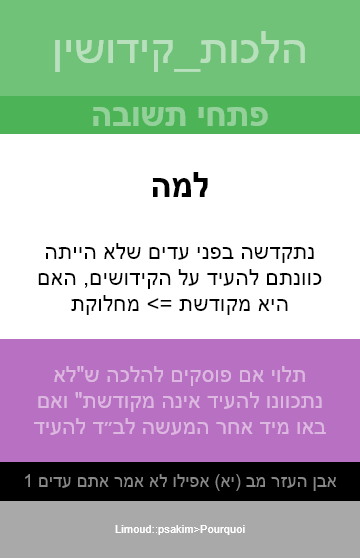 הלכות_קידושין
פתחי תשובה
למה
נתקדשה בפני עדים שלא הייתה
כוונתם להעיד על הקידושים, האם
היא מקודשת => מחלוקת
תלוי אם פוסקים להלכה ש"לא
נתכוונו להעיד אינה מקודשת" ואם
באו מיד אחר המעשה לב״ד להעיד
אבן העזר מב (יא) אפילו לא אמר אתם עדים 1
Limoud::psakim>Pourquoi